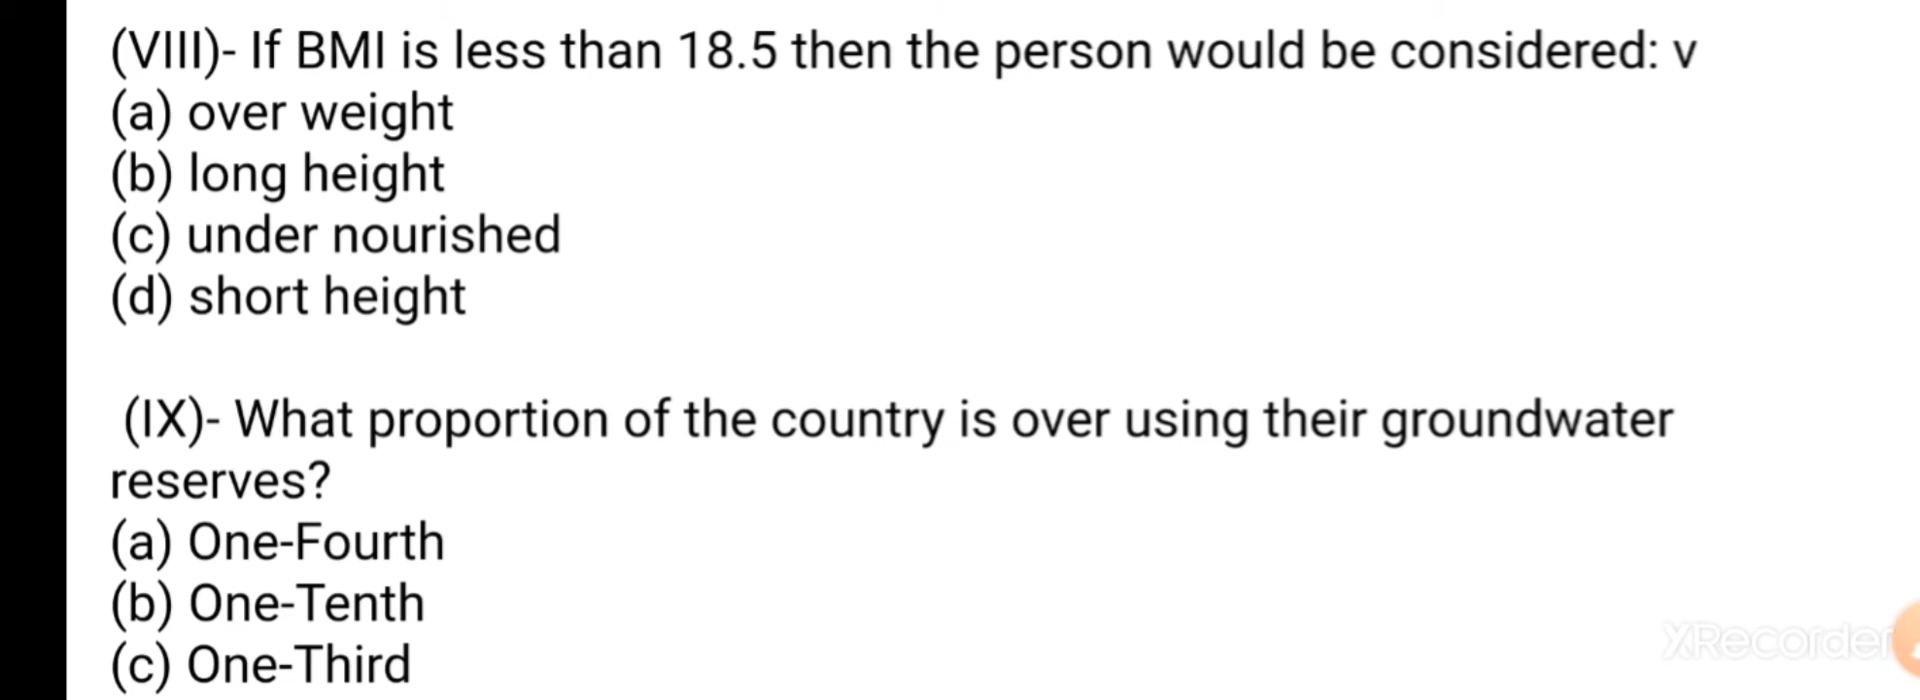 (VIII)- If BMI is less than 18.5 then the person would be considered: v
(a) over weight
(b) long height
(c) under nourished
(d) short height
(IX)- What proportion of the country is over using their groundwater
reserves?
(a) One-Fourth
(b) One-Tenth
(c) One-Third
XRecorder